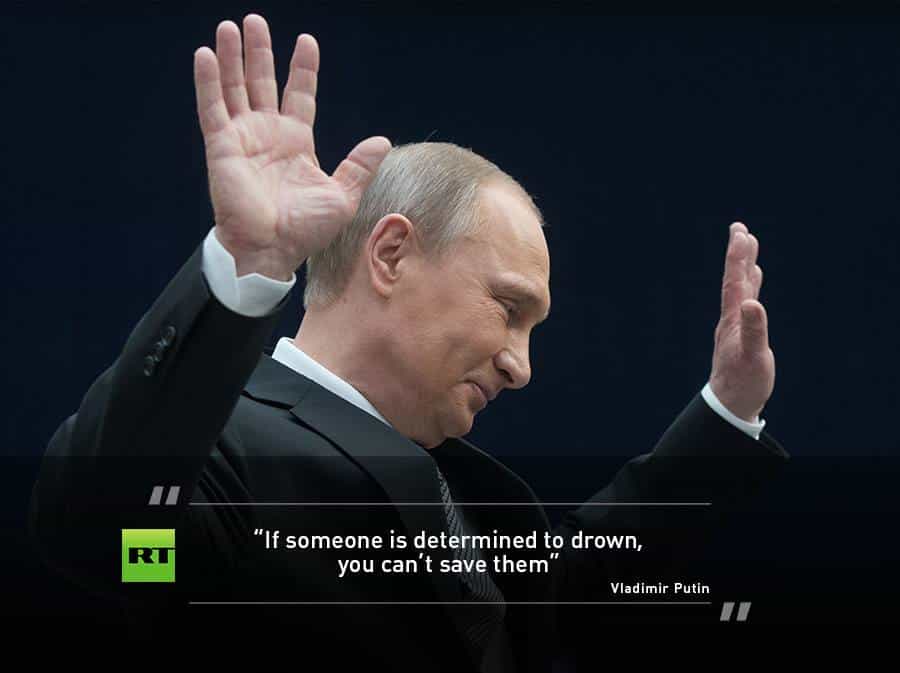 RT
“If someone is determined to drown,
you can’t save them”
Vladimir Putin